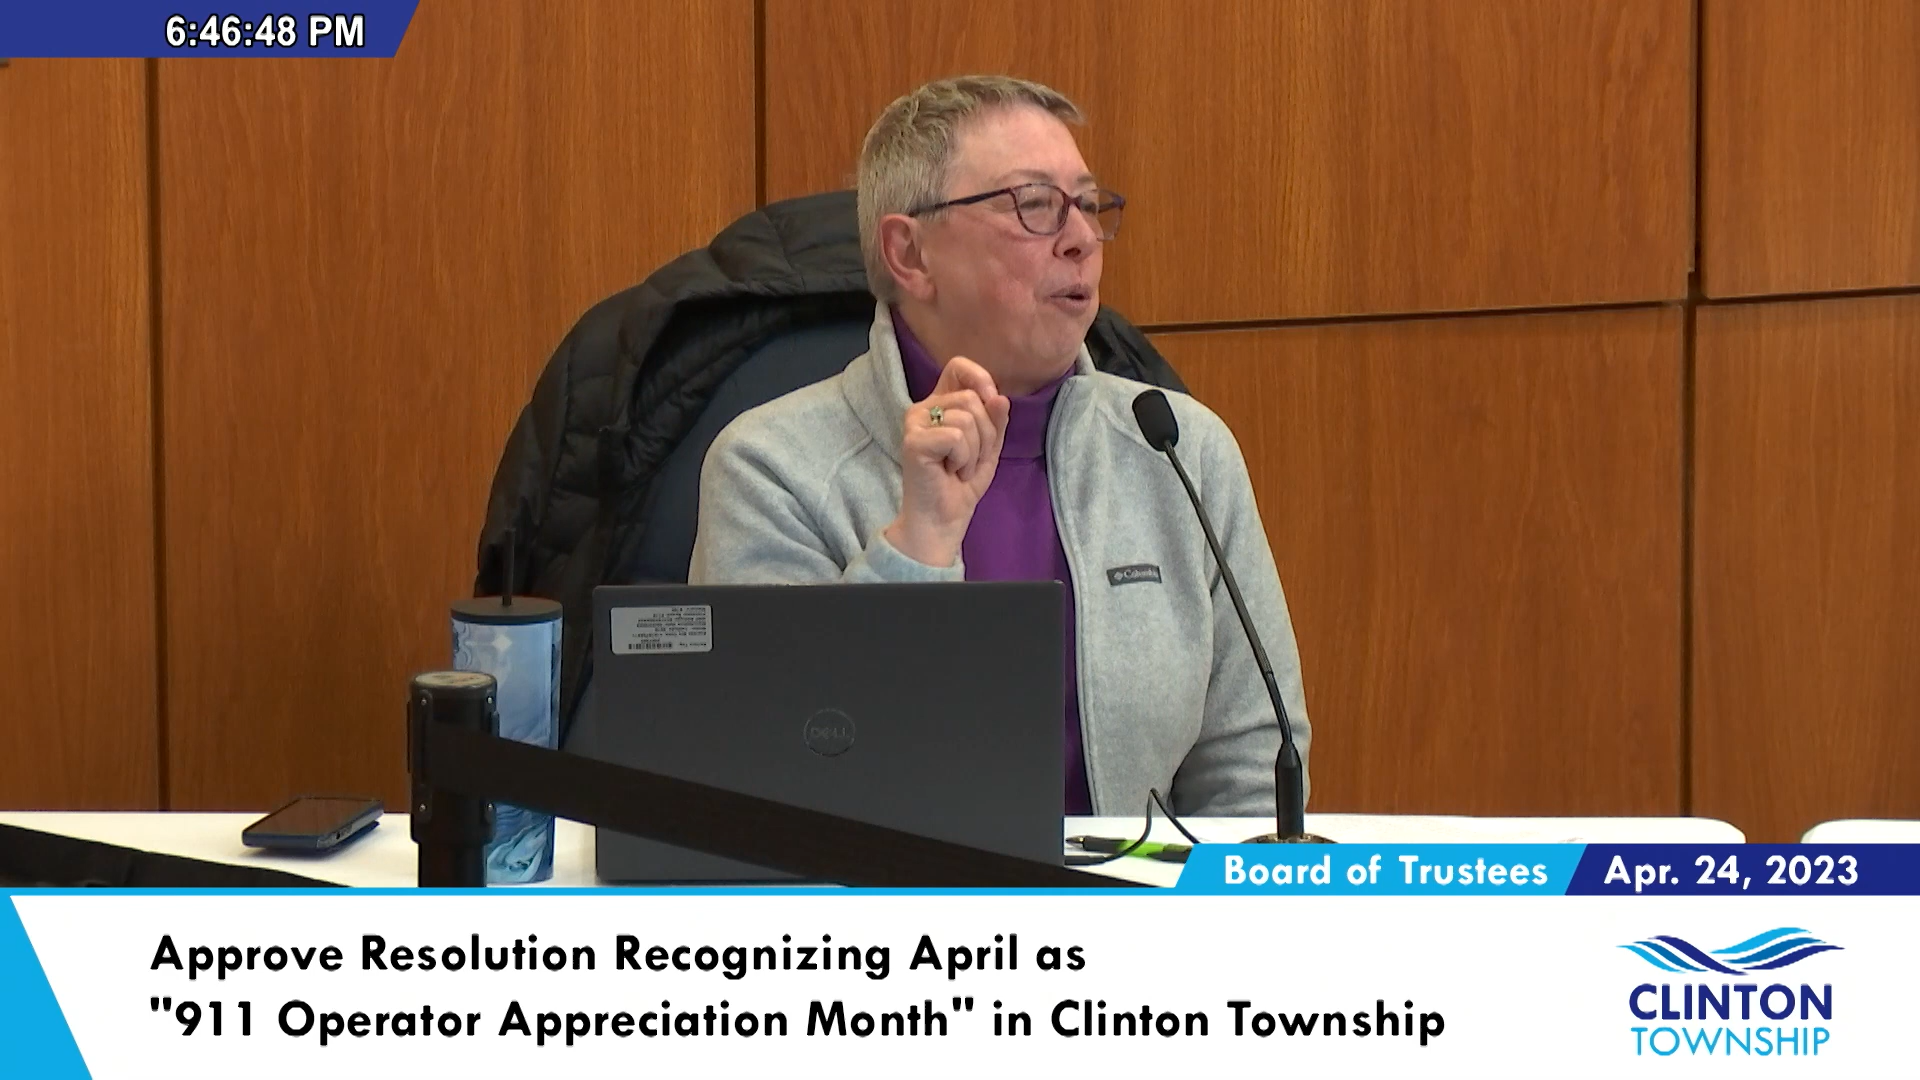 6:46:48 PM
Columbia
DELL
Board of Trustees
Apr. 24, 2023
Approve Resolution Recognizing April as
"911 Operator Appreciation Month" in Clinton Township
CLINTON
TOWNSHIP